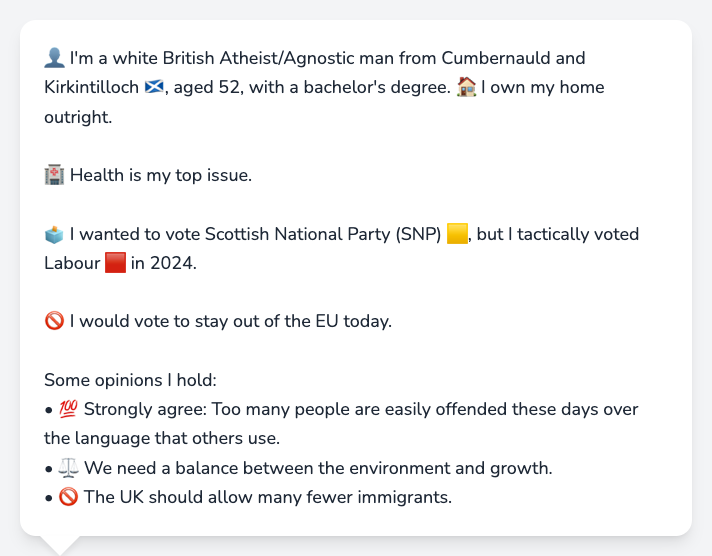 👤 I'm a white British Atheist/Agnostic man from Cumbernauld and
Kirkintilloch 🏴󠁧󠁢󠁳󠁣󠁴󠁿, aged 52, with a bachelor's degree. 🏠 I own my home
outright.
🏥 Health is my top issue.
🗳️ I wanted to vote Scottish National Party (SNP) 🟨, but I tactically voted
Labour 🟥 in 2024.
🚫 I would vote to stay out of the EU today.
Some opinions I hold:
• 💯 Strongly agree: Too many people are easily offended these days over
the language that others use.
• ⚖️ We need a balance between the environment and growth.
• 🚫 The UK should allow many fewer immigrants.